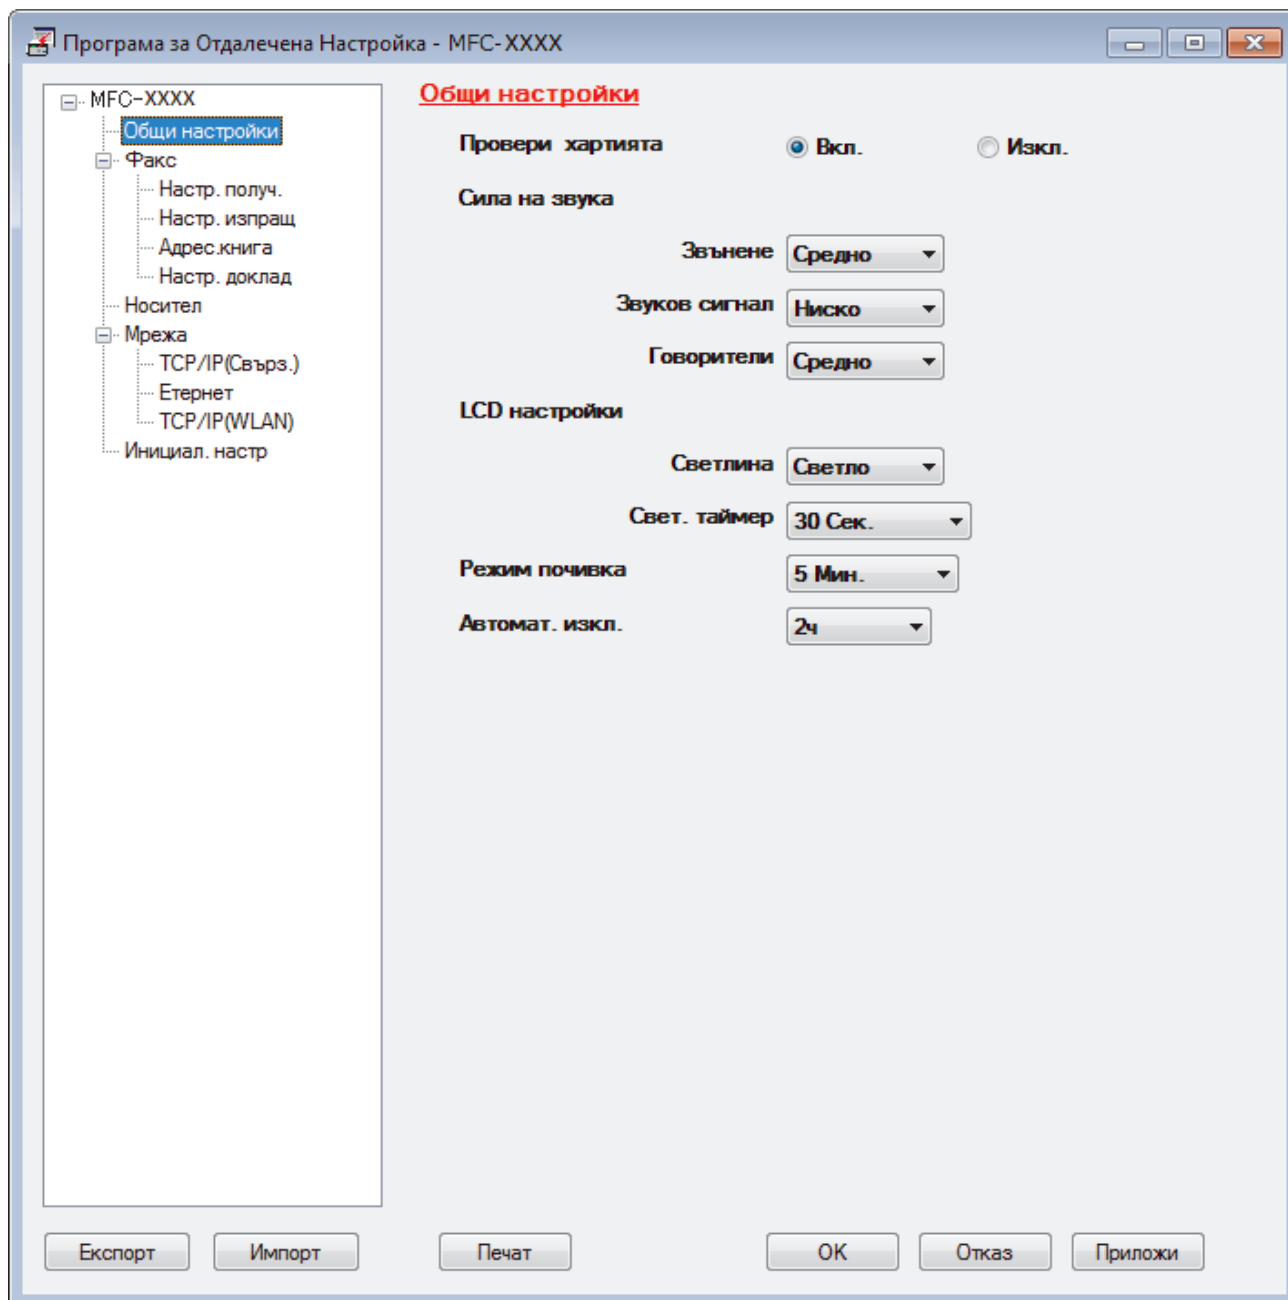 Програма за Отдалечена Настройка - MFC-XXXX
MFC-XXXX
Общи настройки
Факс
Настр. получ.
Настр. изпращ
Адрес.книга
Настр. доклад
Носител
Мрежа
TCP/IP(Свърз.)
Етернет
TCP/IP(WLAN)
Инициал. настр
Общи настройки
Провери хартията Вкл. Изкл.
Сила на звука
Звънене Средно
Звуков сигнал Ниско
Говорители Средно
LCD настройки
Светлина Светло
Свет. таймер 30 Сек.
Режим почивка 5 Мин.
Автомат. изкл. 2ч
Експорт Импорт Печат OK Отказ Приложи